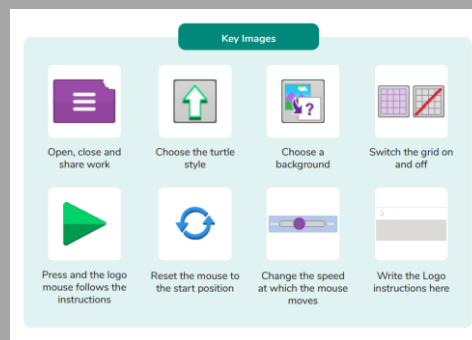 Key Images
Open, close and
share work
Choose the turtle
style
Choose a
background
Switch the grid on
and off
Press and the logo
mouse follows the
instructions
Reset the mouse to
the start position
Change the speed
at which the mouse
moves
Write the Logo
instructions here